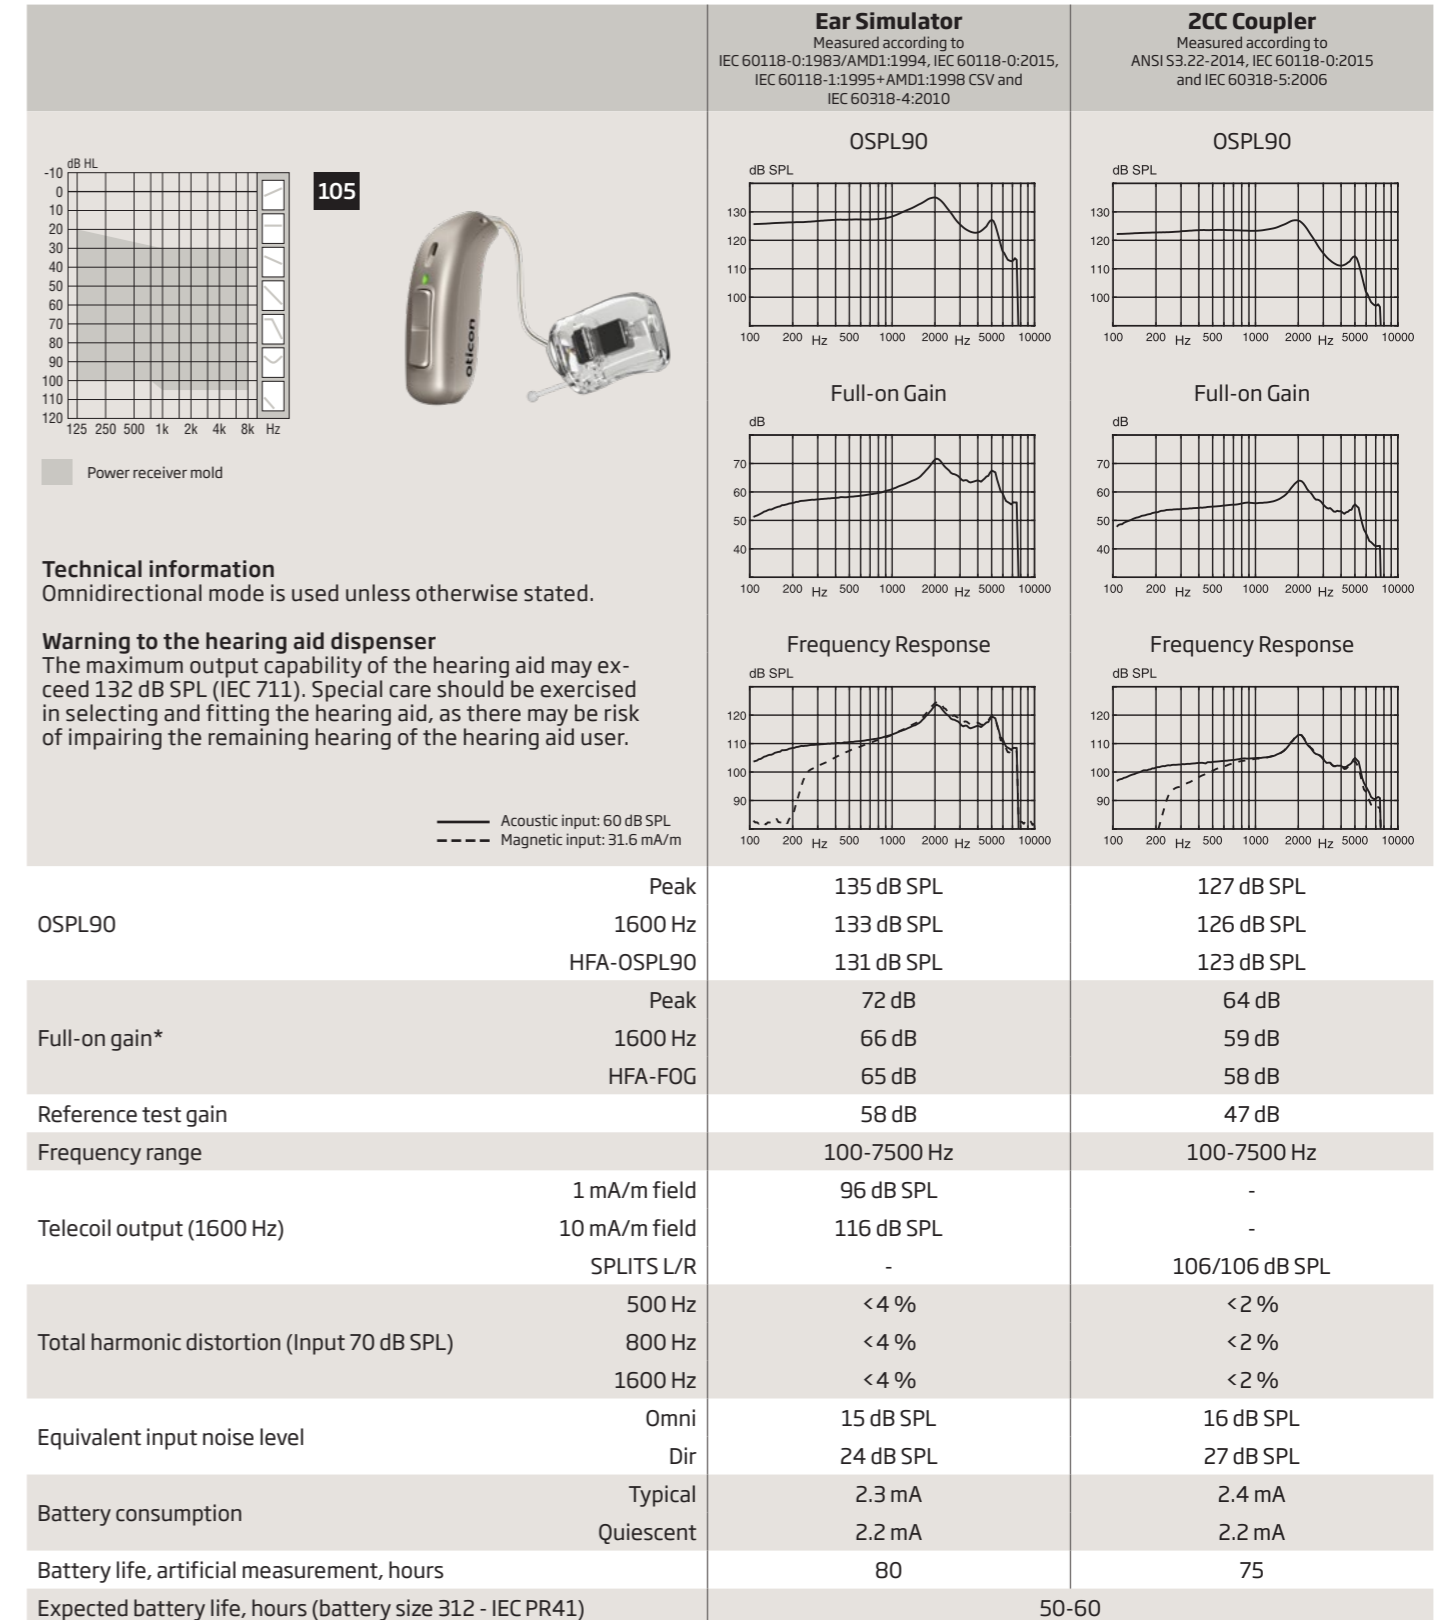 Ear Simulator
Measured according to
IEC 60118-0:1983/AMD1:1994, IEC 60118-0:2015,
IEC 60118-1:1995+AMD1:1998 CSV and
IEC 60318-4:2010
2CC Coupler
Measured according to
ANSI S3.22-2014, IEC 60118-0:2015
and IEC 60318-5:2006
dB HL
-10
0
10
20
30
40
50
60
70
80
90
100
110
120
125 250 500 1k 2k 4k 8k Hz
105
oticon
Power receiver mold
Technical information
Omnidirectional mode is used unless otherwise stated.
Warning to the hearing aid dispenser
The maximum output capability of the hearing aid may ex-
ceed 132 dB SPL (IEC 711). Special care should be exercised
in selecting and fitting the hearing aid, as there may be risk
of impairing the remaining hearing of the hearing aid user.
Acoustic input: 60 dB SPL
Magnetic input: 31.6 mA/m
OSPL90
dB SPL
130
120
110
100
100 200 Hz 500 1000 2000 Hz 5000 10000
Full-on Gain
dB
70
60
50
40
100 200 Hz 500 1000 2000 Hz 5000 10000
Frequency Response
dB SPL
120
110
100
90
100 200 Hz 500 1000 2000 Hz 5000 10000
OSPL90
dB SPL
130
120
110
100
100 200 Hz 500 1000 2000 Hz 5000 10000
Full-on Gain
dB
70
60
50
40
100 200 Hz 500 1000 2000 Hz 5000 10000
Frequency Response
dB SPL
120
110
100
90
100 200 Hz 500 1000 2000 Hz 5000 10000
Peak 135 dB SPL 127 dB SPL
OSPL90 1600 Hz 133 dB SPL 126 dB SPL
HFA-OSPL90 131 dB SPL 123 dB SPL
Peak 72 dB 64 dB
Full-on gain* 1600 Hz 66 dB 59 dB
HFA-FOG 65 dB 58 dB
Reference test gain 58 dB 47 dB
Frequency range 100-7500 Hz 100-7500 Hz
1 mA/m field 96 dB SPL -
Telecoil output (1600 Hz) 10 mA/m field 116 dB SPL -
SPLITS L/R - 106/106 dB SPL
500 Hz <4 % <2 %
Total harmonic distortion (Input 70 dB SPL) 800 Hz <4 % <2 %
1600 Hz <4 % <2 %
Equivalent input noise level
Omni 15 dB SPL 16 dB SPL
Dir 24 dB SPL 27 dB SPL
Battery consumption
Typical 2.3 mA 2.4 mA
Quiescent 2.2 mA 2.2 mA
Battery life, artificial measurement, hours 80 75
Expected battery life, hours (battery size 312 - IEC PR41) 50-60